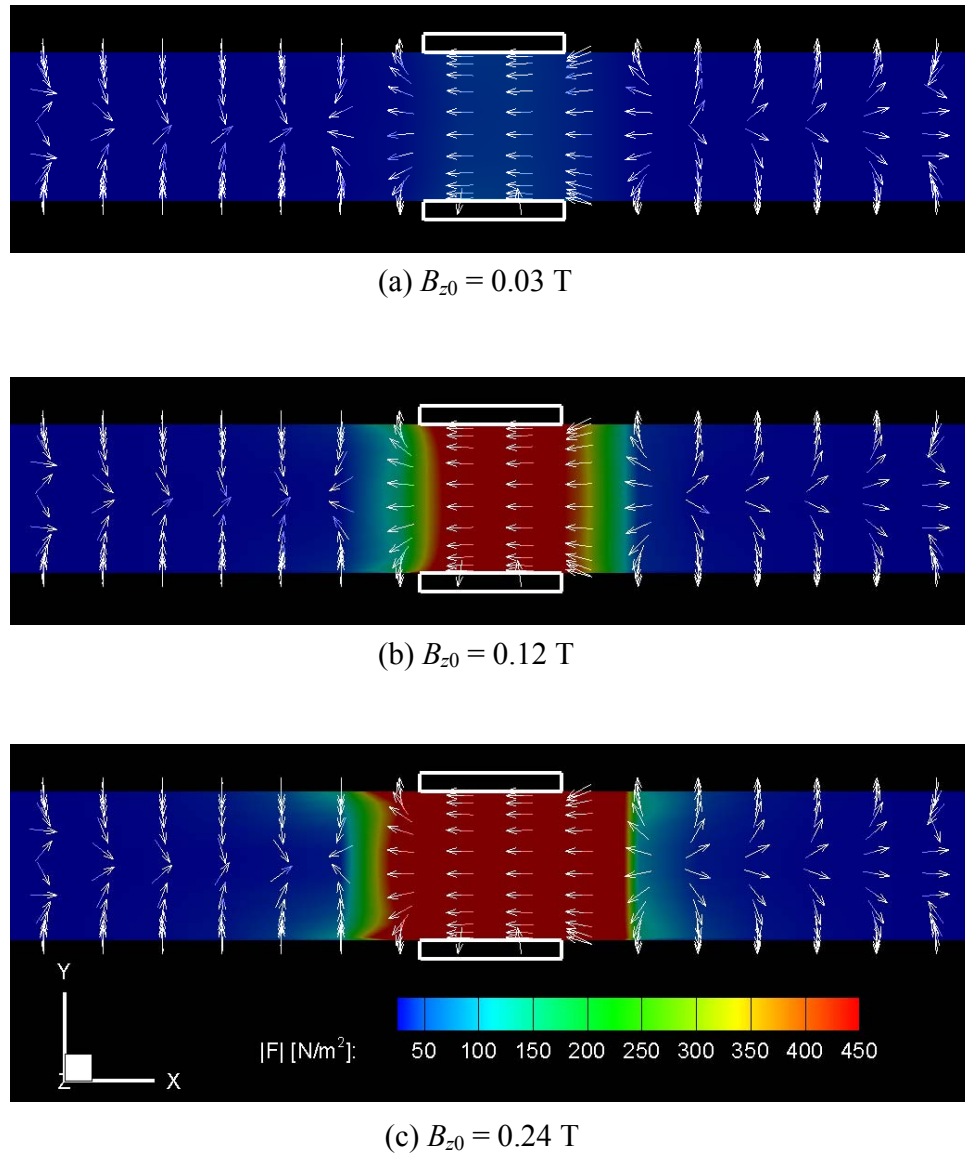 (a) Bz0 = 0.03 T
(b) Bz0 = 0.12 T
Y
Z X
|F| [N/m²]: 50 100 150 200 250 300 350 400 450
(c) Bz0 = 0.24 T